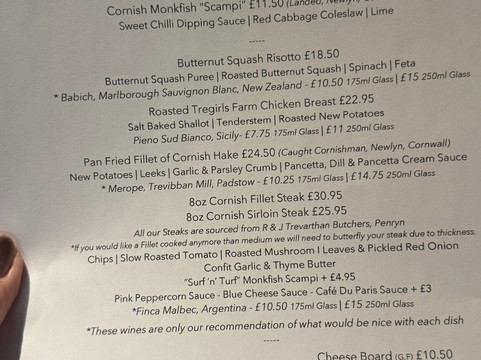 Cornish Monkfish "Scampi" £11.50 (Landed, Newlyn,
Sweet Chilli Dipping Sauce | Red Cabbage Coleslaw | Lime
-----
Butternut Squash Risotto £18.50
Butternut Squash Puree | Roasted Butternut Squash | Spinach | Feta
* Babich, Marlborough Sauvignon Blanc, New Zealand - £10.50 175ml Glass | £15 250ml Glass
Roasted Tregirls Farm Chicken Breast £22.95
Salt Baked Shallot | Tenderstem | Roasted New Potatoes
Pieno Sud Bianco, Sicily- £7.75 175ml Glass | £11 250ml Glass
Pan Fried Fillet of Cornish Hake £24.50 (Caught Cornishman, Newlyn, Cornwall)
New Potatoes | Leeks | Garlic & Parsley Crumb | Pancetta, Dill & Pancetta Cream Sauce
* Merope, Trevibban Mill, Padstow - £10.25 175ml Glass | £14.75 250ml Glass
8oz Cornish Fillet Steak £30.95
8oz Cornish Sirloin Steak £25.95
All our Steaks are sourced from R & J Trevarthan Butchers, Penryn
*If you would like a Fillet cooked anymore than medium we will need to butterfly your steak due to thickness.
Chips | Slow Roasted Tomato | Roasted Mushroom I Leaves & Pickled Red Onion
Confit Garlic & Thyme Butter
"Surf 'n' Turf" Monkfish Scampi + £4.95
Pink Peppercorn Sauce - Blue Cheese Sauce - Café Du Paris Sauce + £3
*Finca Malbec, Argentina - £10.50 175ml Glass | £15 250ml Glass
*These wines are only our recommendation of what would be nice with each dish
-----
Cheese Board (G.F) £10.50